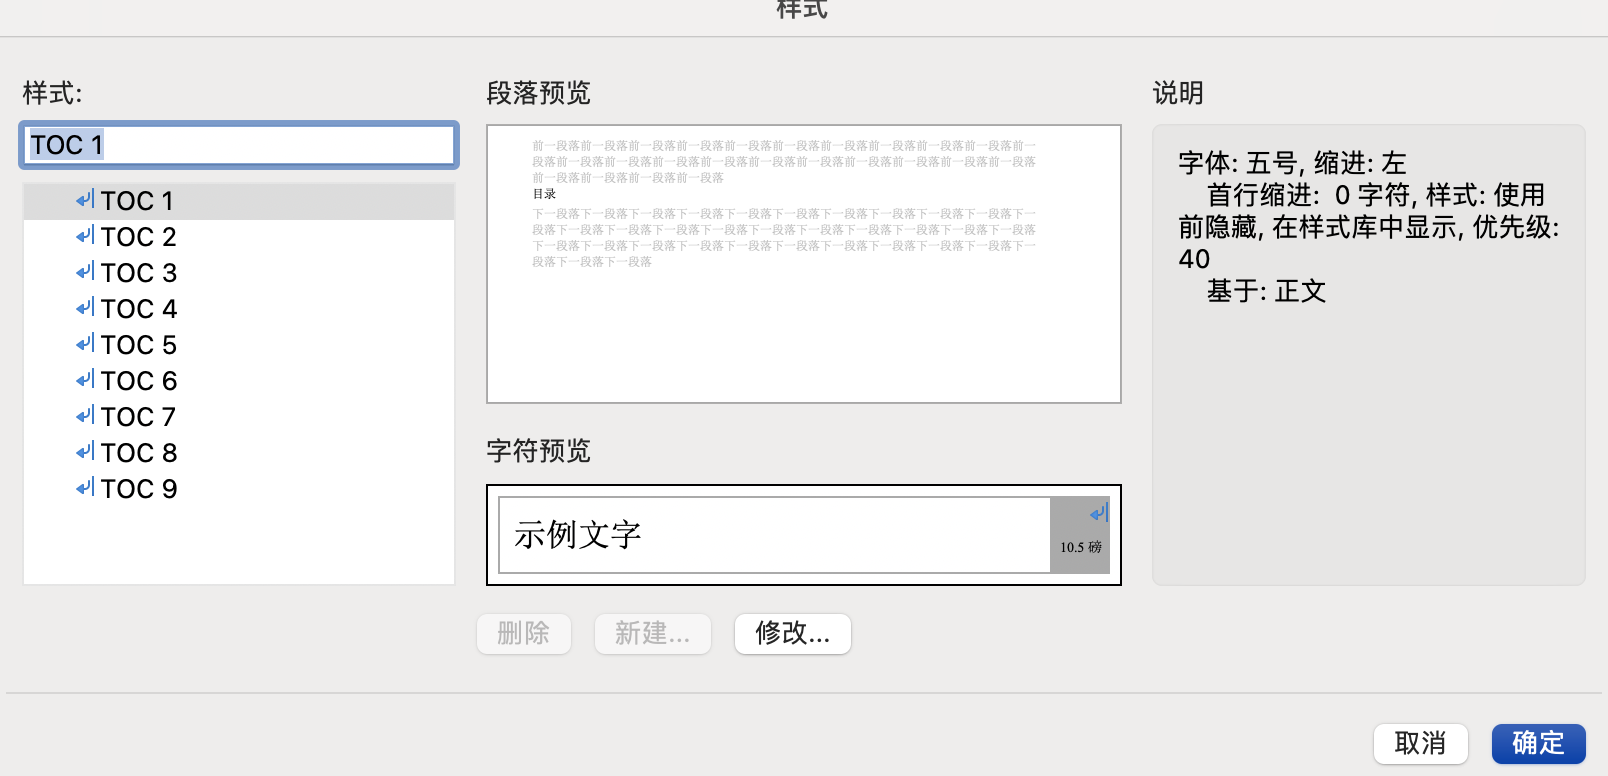 样式
样式:
TOC 1
TOC 1
TOC 2
TOC 3
TOC 4
TOC 5
TOC 6
TOC 7
TOC 8
TOC 9
段落预览
前一段落前一段落前一段落前一段落前一段落前一段落前一段落前一段落前一段落前一段落前一
段落前一段落前一段落前一段落前一段落前一段落前一段落前一段落前一段落前一段落前一段落
前一段落前一段落前一段落前一段落
目录
下一段落下一段落下一段落下一段落下一段落下一段落下一段落下一段落下一段落下一段落下一
段落下一段落下一段落下一段落下一段落下一段落下一段落下一段落下一段落下一段落下一段落
下一段落下一段落下一段落下一段落下一段落下一段落下一段落下一段落下一段落下一段落下一
段落下一段落下一段落
字符预览
示例文字
10.5 磅
删除
新建...
修改...
说明
字体: 五号, 缩进: 左
首行缩进:  0 字符, 样式: 使用
前隐藏, 在样式库中显示, 优先级:
40
基于: 正文
取消
确定